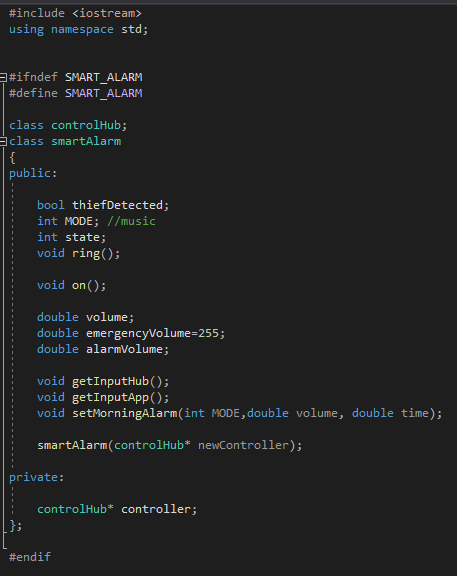 #include <iostream>
using namespace std;
#ifndef SMART_ALARM
#define SMART_ALARM
class controlHub;
class smartAlarm
{
public:
bool thiefDetected;
int MODE; //music
int state;
void ring();
void on();
double volume;
double emergencyVolume=255;
double alarmVolume;
void getInputHub();
void getInputApp();
void setMorningAlarm(int MODE,double volume, double time);
smartAlarm(controlHub* newController);
private:
controlHub* controller;
};
#endif